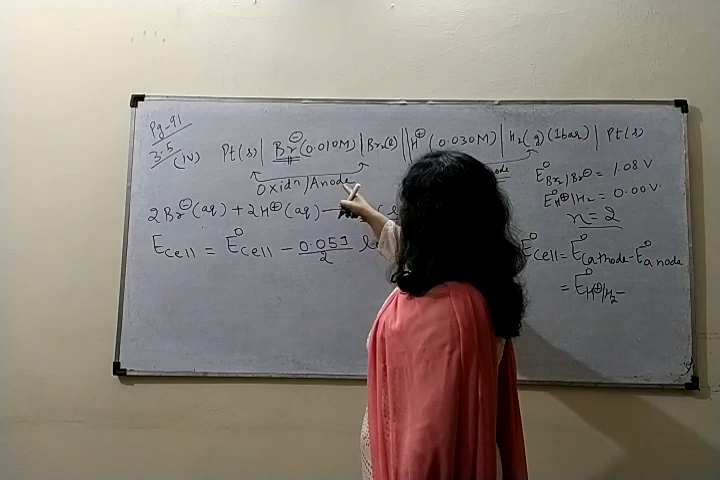 Pg-91
3.5 (iv)
Pt(s) | Br⊖(0.010M) | Br2(l) || H⊕(0.030M) | H2(g)(1bar) | Pt(s)
Oxidn/Anode
E°Br2/Br⊖ = 1.08 V
E°H⊕/H2 = 0.00V.
n=2
2Br⊖(aq) + 2H⊕(aq)
Ecell = E°cell - 0.059/2
E°cell = E°Cathode - E°anode
= E°H⊕/H2 -